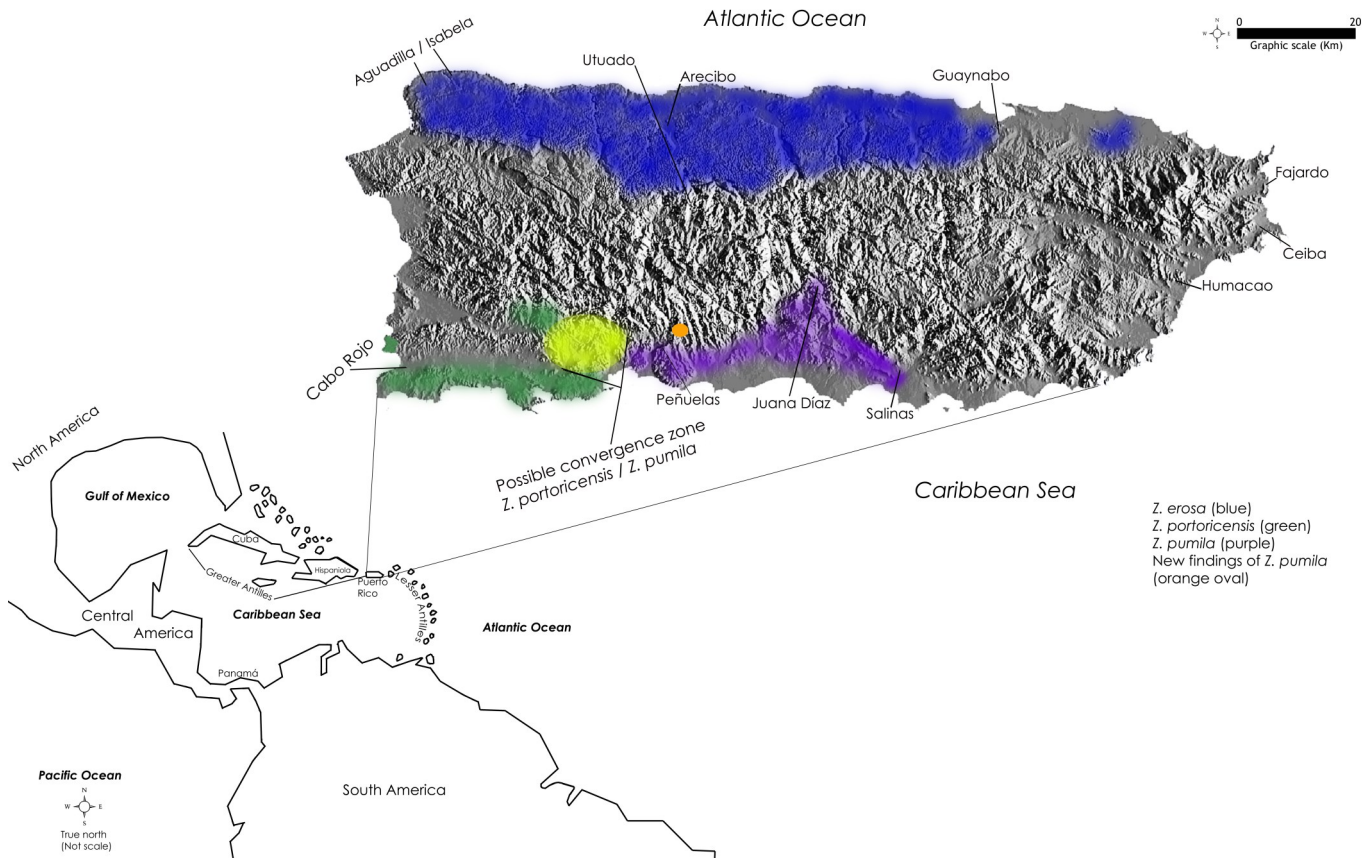 Atlantic Ocean
N
W E
S
0 20
Graphic scale (Km)
Aguadilla / Isabela
Utuado
Arecibo
Guaynabo
Fajardo
Ceiba
Humacao
Cabo Rojo
Peñuelas
Juana Díaz
Salinas
Possible convergence zone
Z. portoricensis / Z. pumila
Caribbean Sea
Z. erosa (blue)
Z. portoricensis (green)
Z. pumila (purple)
New findings of Z. pumila
(orange oval)
North America
Gulf of Mexico
Cuba
Hispaniola
Puerto
Rico
Greater Antilles
Lesser Antilles
Central
America
Caribbean Sea
Atlantic Ocean
Panamá
Pacific Ocean
N
W E
S
True north
(Not scale)
South America